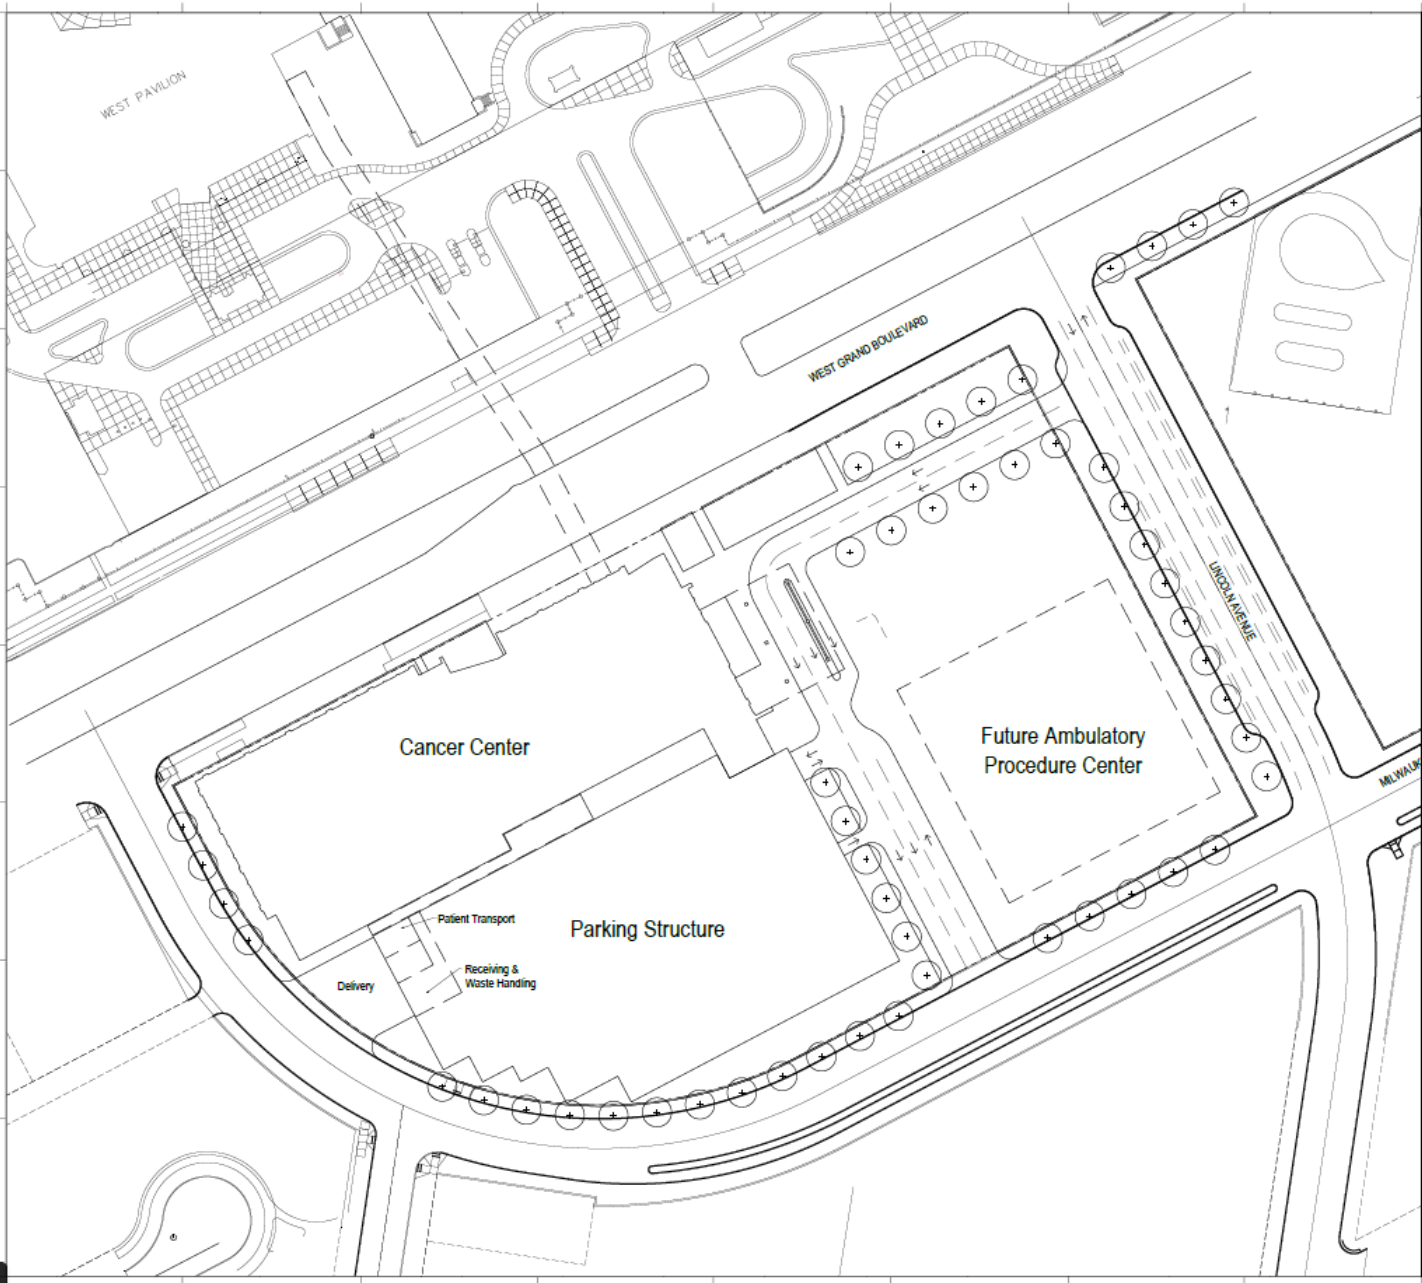 WEST PAVILION
WEST GRAND BOULEVARD
LINCOLN AVENUE
Cancer Center
Future Ambulatory
Procedure Center
MILWAUK
Patient Transport
Parking Structure
Receiving &
Waste Handling
Delivery